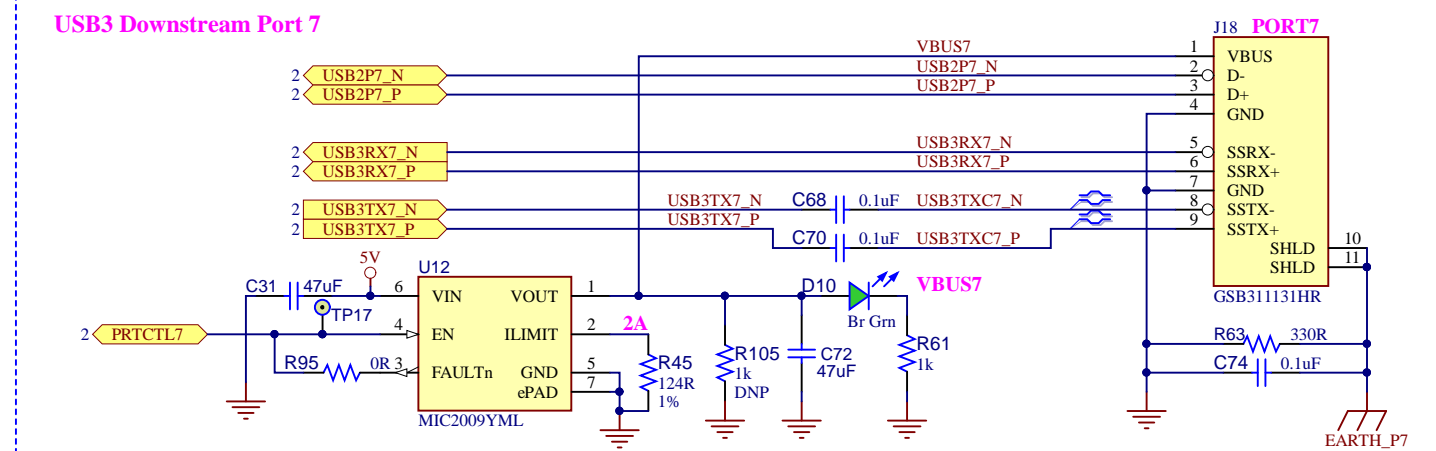 USB3 Downstream Port 7
J18 PORT7
VBUS7
1 VBUS
2 USB2P7_N
USB2P7_N
2 D-
2 USB2P7_P
USB2P7_P
3 D+
4 GND
2 USB3RX7_N
USB3RX7_N
5 SSRX-
2 USB3RX7_P
USB3RX7_P
6 SSRX+
7 GND
2 USB3TX7_N
USB3TX7_N
C68 0.1uF
USB3TXC7_N
8 SSTX-
2 USB3TX7_P
USB3TX7_P
C70 0.1uF
USB3TXC7_P
9 SSTX+
SHLD 10
SHLD 11
GSB311131HR
5V
U12
C31 47uF
6 VIN
VOUT 1
D10
VBUS7
Br Grn
TP17
2 PRTCTL7
4 EN
ILIMIT 2
2A
R95 0R
3 FAULTn
GND 5
ePAD 7
MIC2009YML
R45
124R
1%
R105
1k
DNP
C72
47uF
R61
1k
R63 330R
C74 0.1uF
EARTH_P7